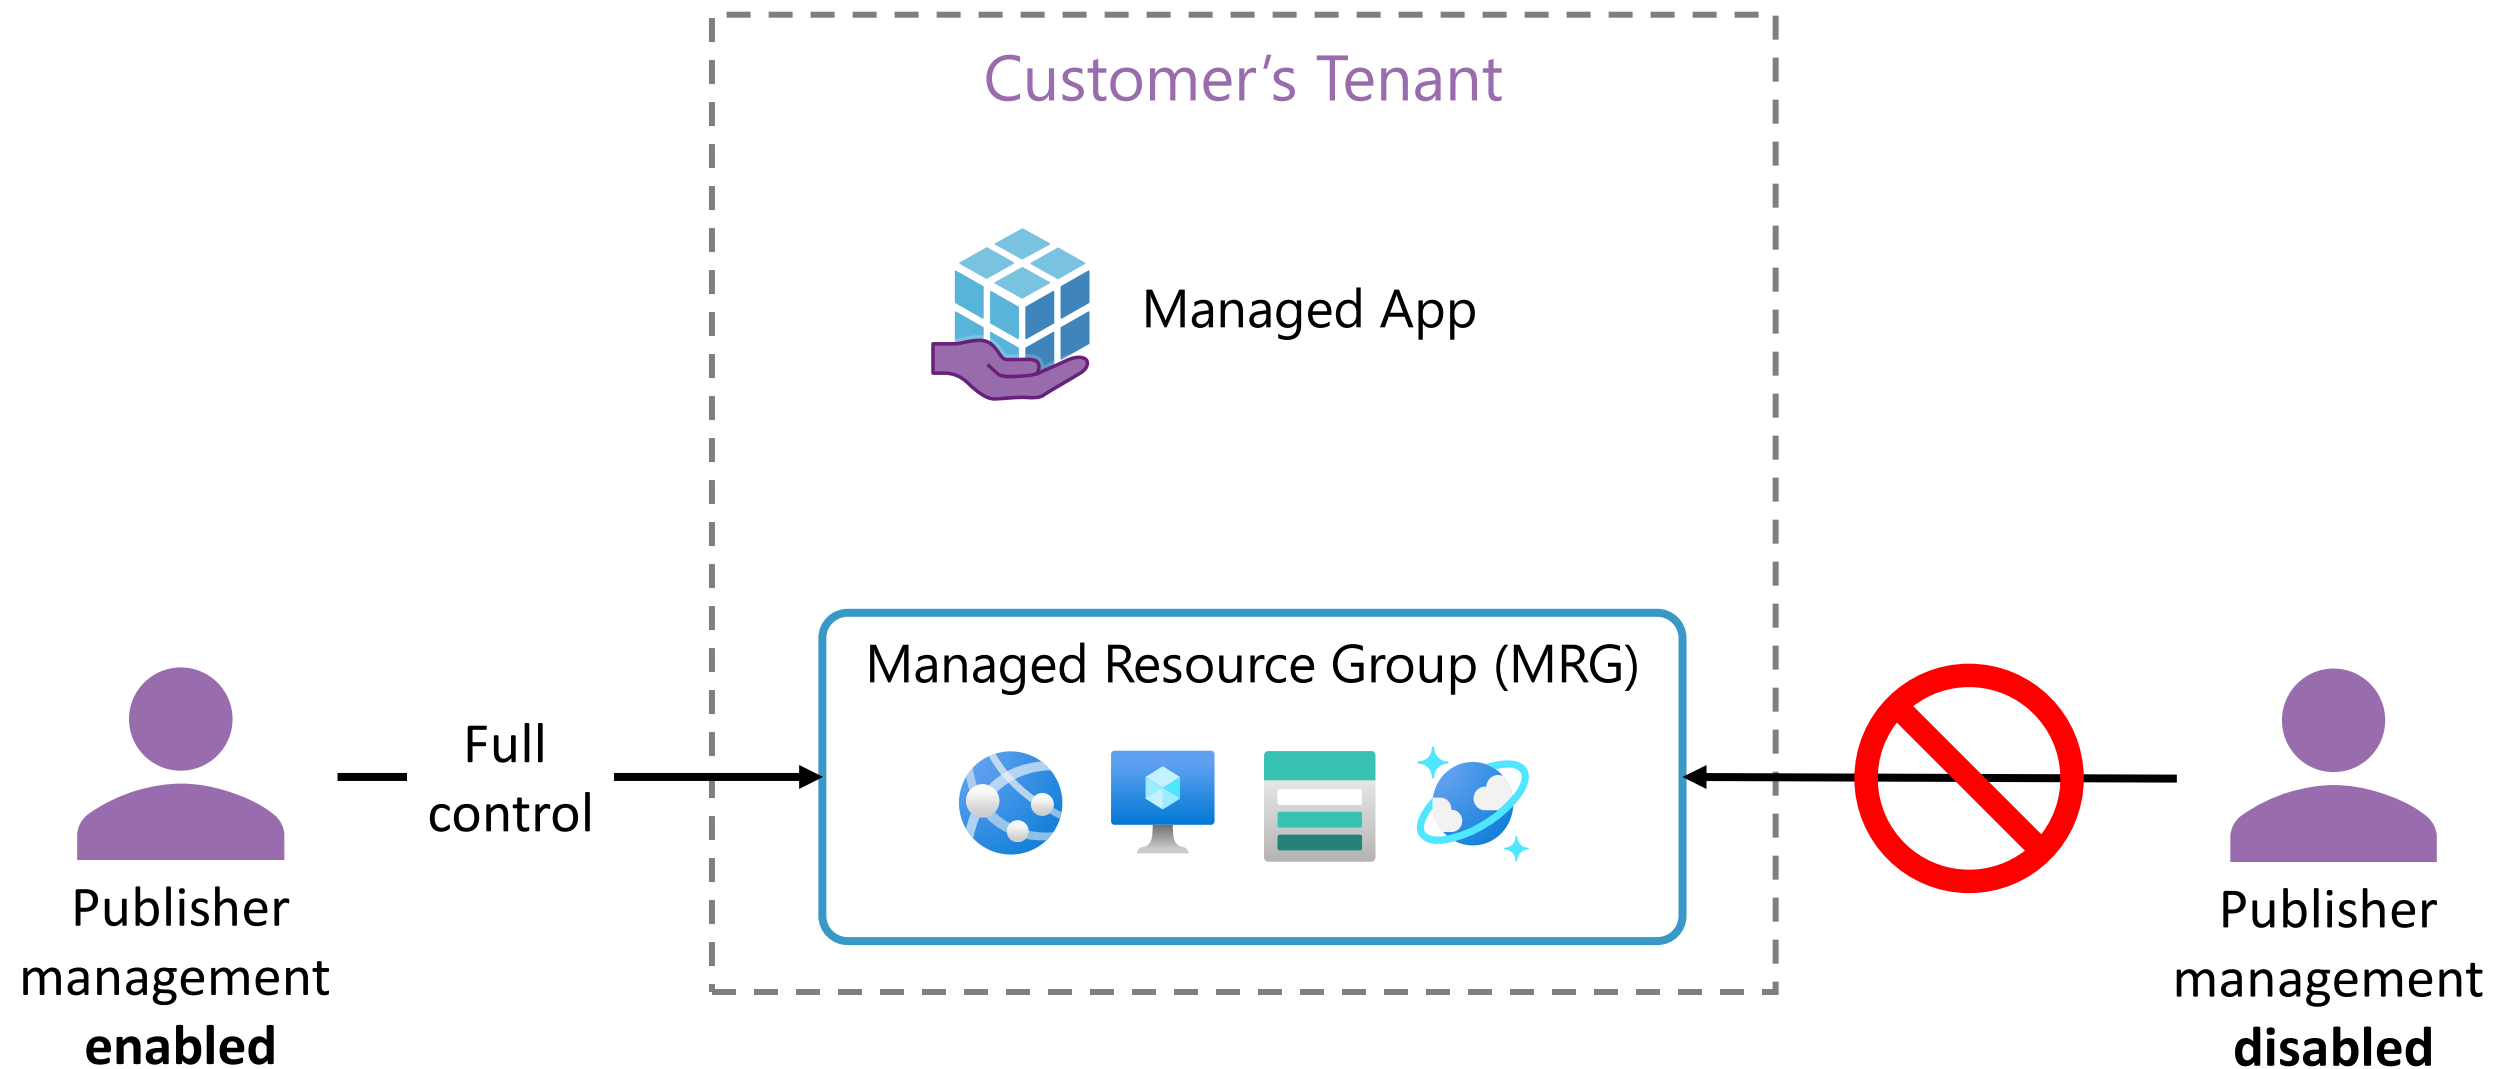 Customer's Tenant
Managed App
Managed Resource Group (MRG)
Full
control
Publisher
management
enabled
Publisher
management
disabled